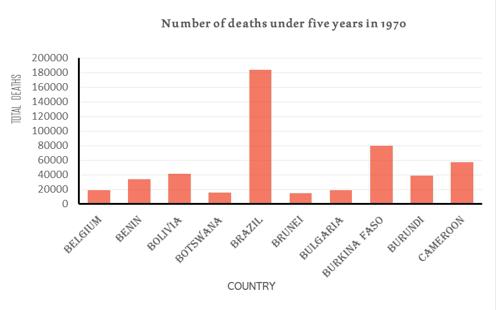 Number of deaths under five years in 1970
TOTAL DEATHS
200000
180000
160000
140000
120000
100000
80000
60000
40000
20000
0
BELGIUM
BENIN
BOLIVIA
BOTSWANA
BRAZIL
BRUNEI
BULGARIA
BURKINA FASO
BURUNDI
CAMEROON
COUNTRY